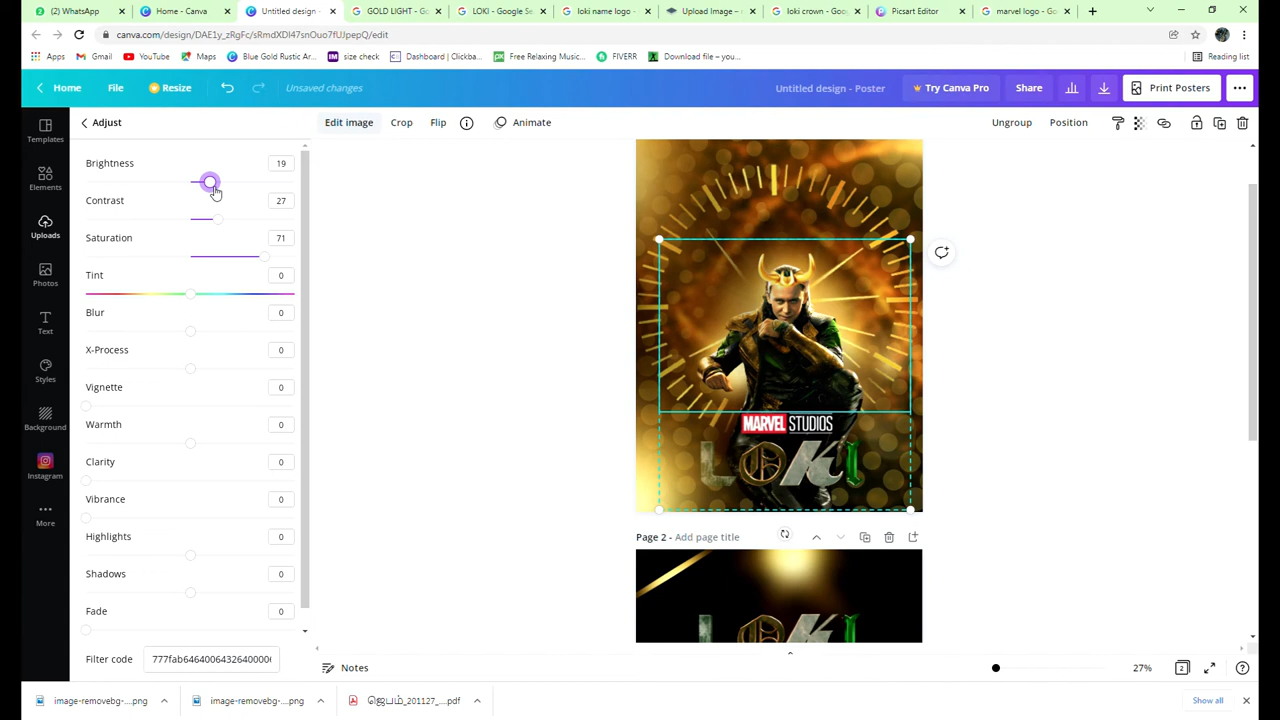 (2) WhatsApp
Home - Canva
Untitled design -
GOLD LIGHT - Go
LOKI - Google Se
loki name logo -
Upload Image –
loki crown - Goo
Picsart Editor
marvel logo - Go
canva.com/design/DAE1y_zRgFc/sRmdXDl47snOuo7fUJpepQ/edit
Apps
Gmail
YouTube
Maps
Blue Gold Rustic Ar...
size check
Dashboard | Clickba...
Free Relaxing Music...
FIVERR
Download file – you...
Reading list
Home
File
Resize
Unsaved changes
Untitled design - Poster
Try Canva Pro
Share
Print Posters
Adjust
Edit image
Crop
Flip
Animate
Ungroup
Position
Templates
Elements
Uploads
Photos
Text
Styles
Background
Instagram
More
Brightness 19
Contrast 27
Saturation 71
Tint 0
Blur 0
X-Process 0
Vignette 0
Warmth 0
Clarity 0
Vibrance 0
Highlights 0
Shadows 0
Fade 0
Filter code 777fab6464006432640000
MARVEL STUDIOS
LOKI
Page 2 - Add page title
LOKI
Notes
27%
2
image-removebg-....png
image-removebg-....png
ஜெபம்_201127_....pdf
Show all